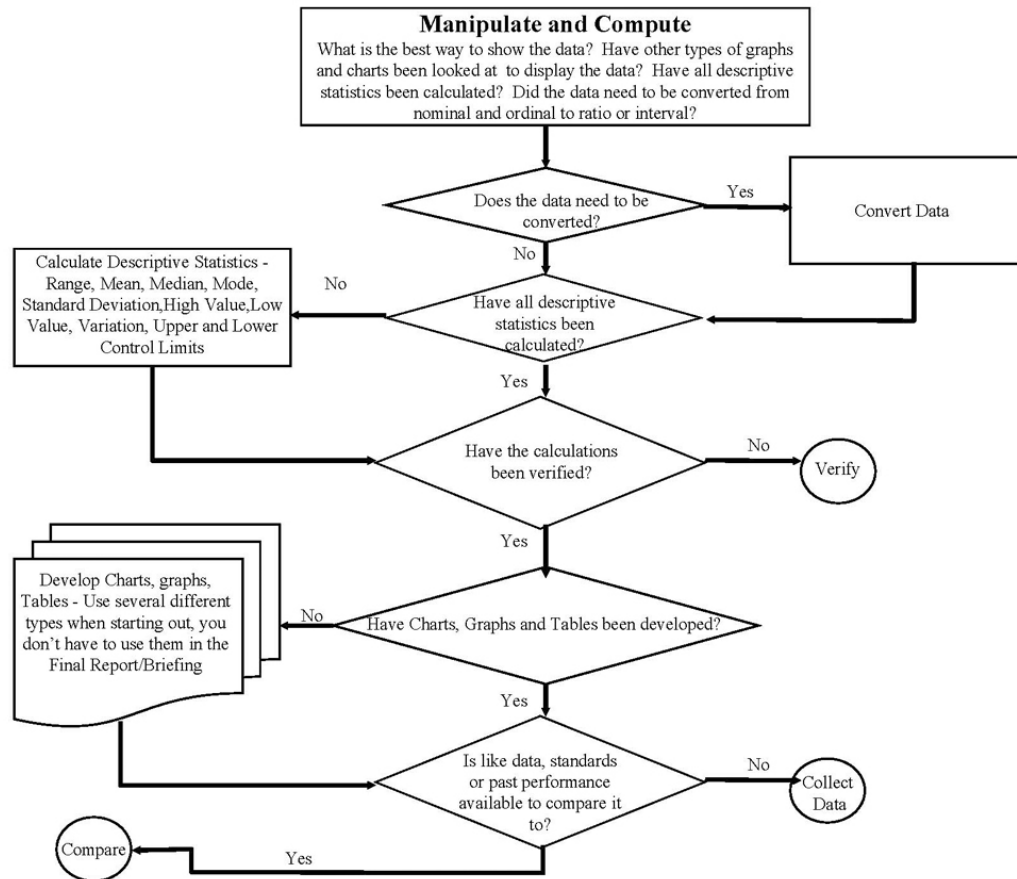 Manipulate and Compute
What is the best way to show the data? Have other types of graphs
and charts been looked at to display the data? Have all descriptive
statistics been calculated? Did the data need to be converted from
nominal and ordinal to ratio or interval?
Does the data need to be
converted?
Yes
Convert Data
No
Calculate Descriptive Statistics -
Range, Mean, Median, Mode,
Standard Deviation,High Value,Low
Value, Variation, Upper and Lower
Control Limits
No
Have all descriptive
statistics been
calculated?
Yes
Have the calculations
been verified?
No
Verify
Yes
Develop Charts, graphs,
Tables - Use several different
types when starting out, you
don't have to use them in the
Final Report/Briefing
No
Have Charts, Graphs and Tables been developed?
Yes
Is like data, standards
or past performance
available to compare it
to?
No
Collect
Data
Compare
Yes